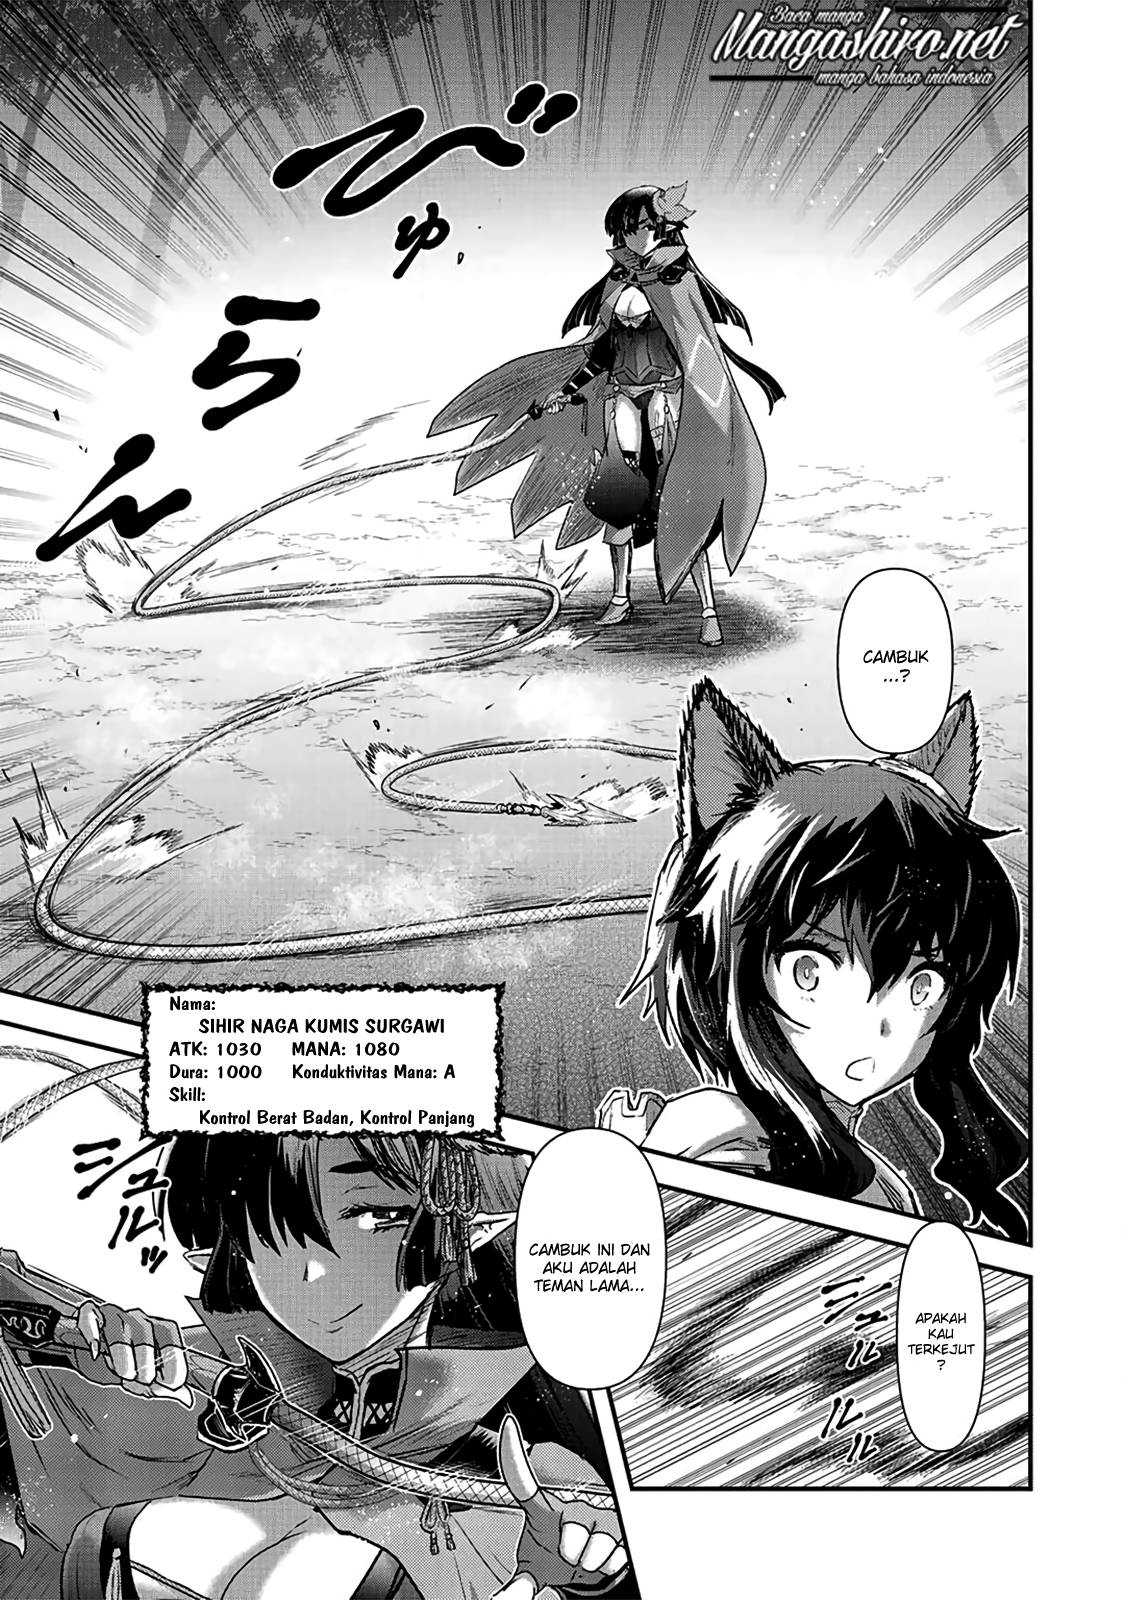 Baca manga
Mangashiro.net
manga bahasa indonesia
びゅ
らん
CAMBUK
...?
Nama:
SIHIR NAGA KUMIS SURGAWI
ATK: 1030 MANA: 1080
Dura: 1000 Konduktivitas Mana: A
Skill:
Kontrol Berat Badan, Kontrol Panjang
APAKAH
KAU
TERKEJUT
?
シュル
ルル
CAMBUK INI DAN
AKU ADALAH
TEMAN LAMA...
シュルルッ